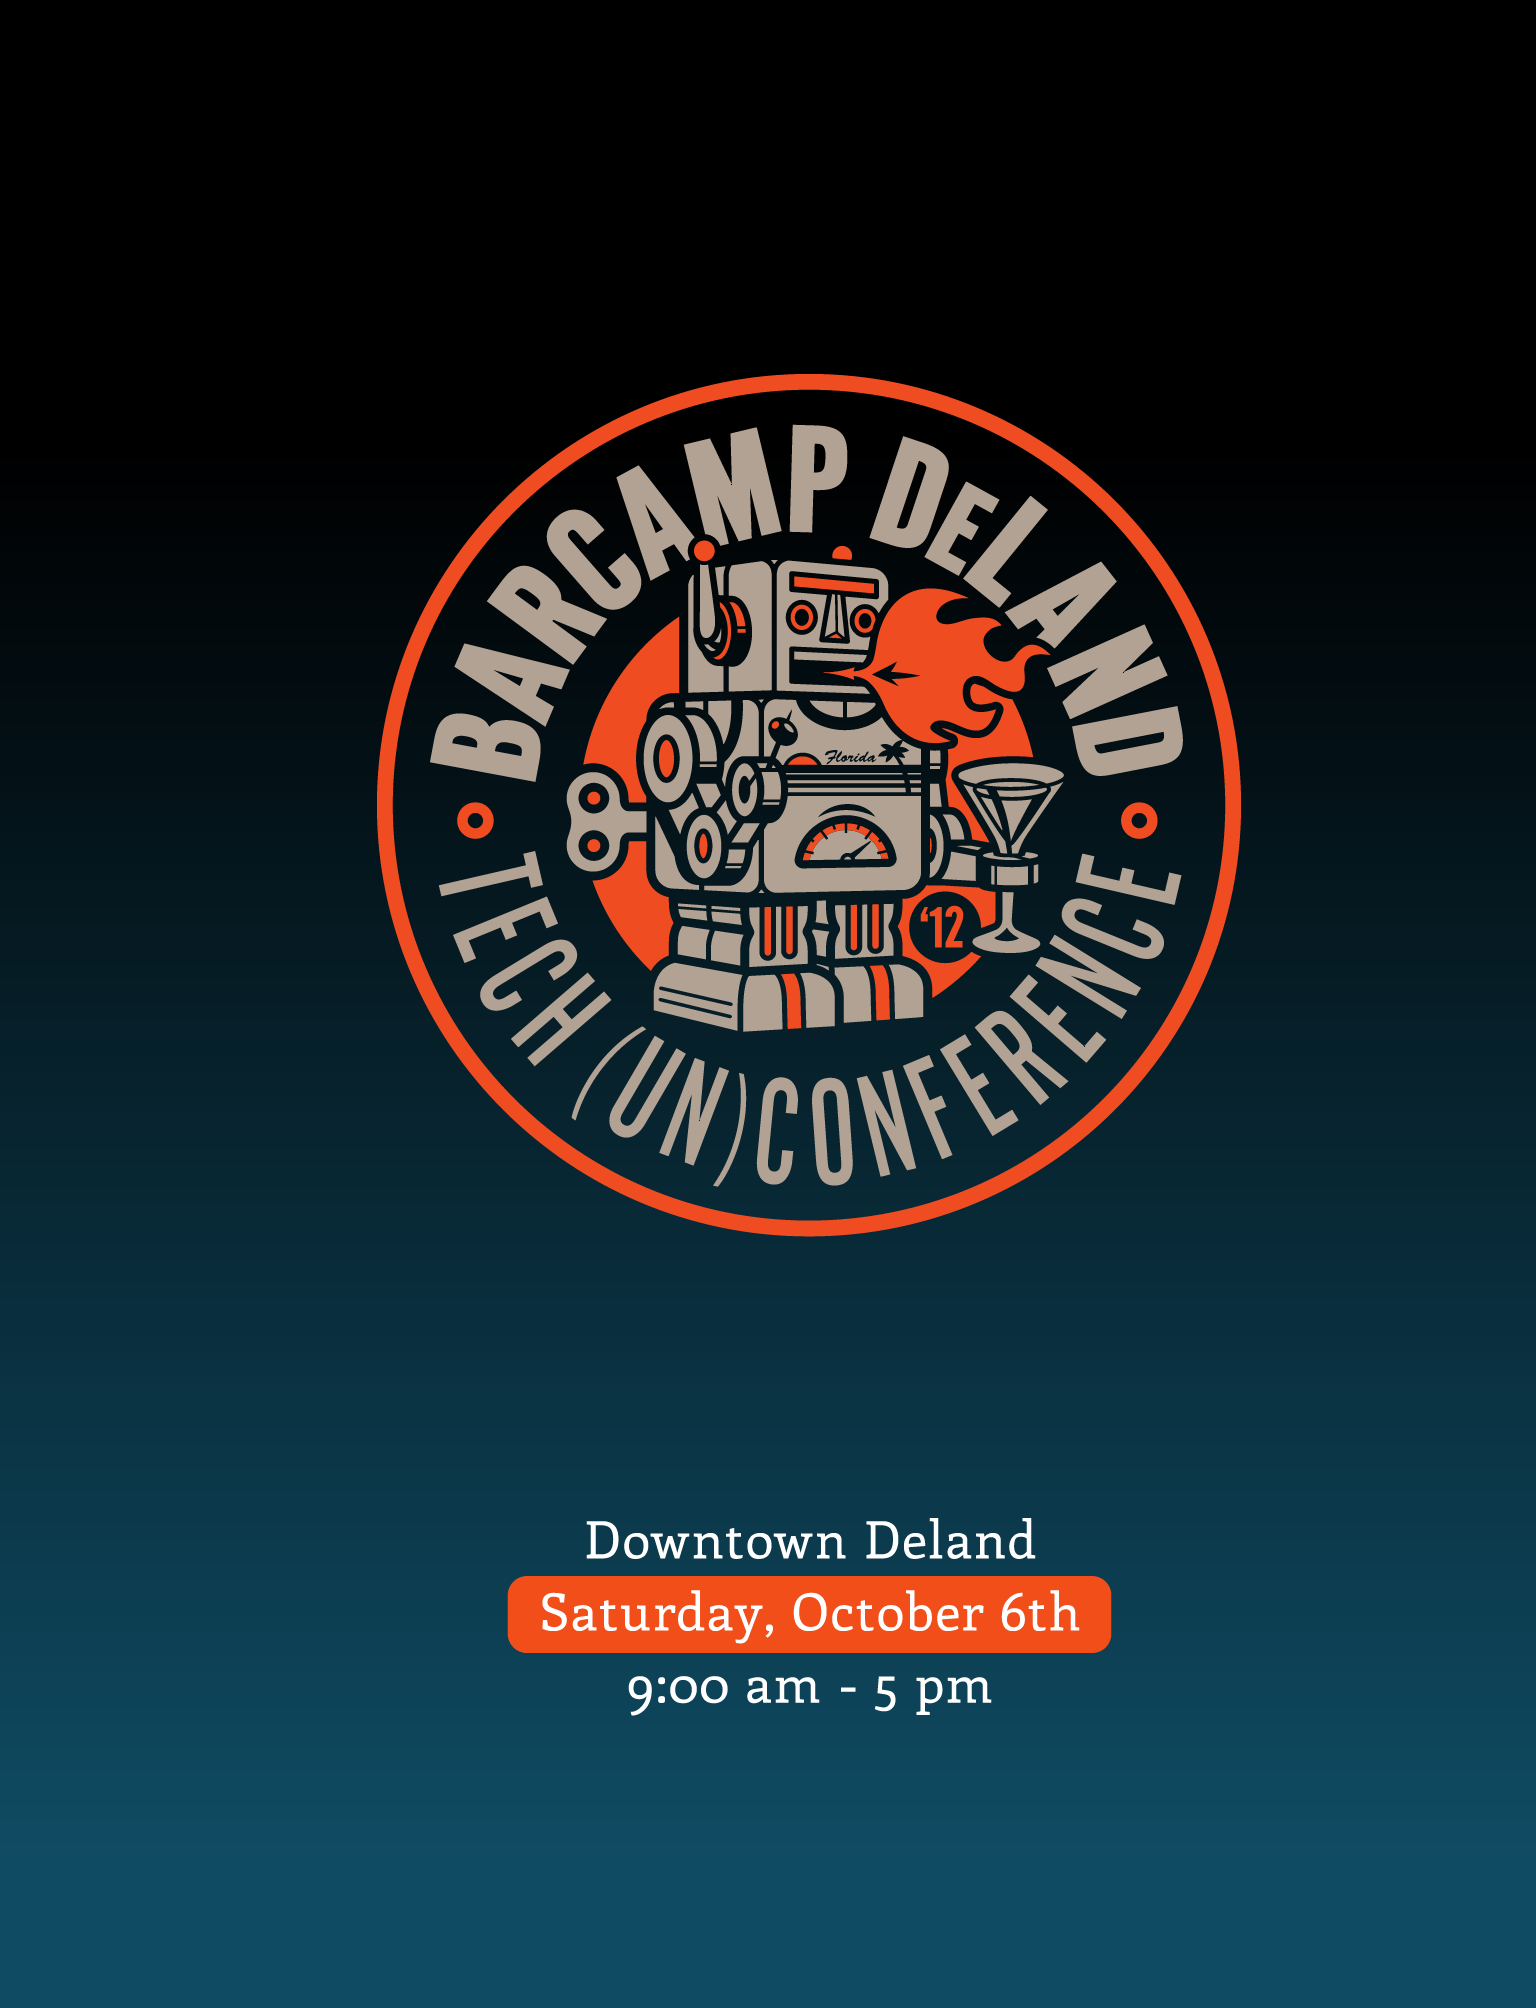 BARCAMP DELAND
Florida
'12
TECH (UN)CONFERENCE
Downtown Deland
Saturday, October 6th
9:00 am - 5 pm